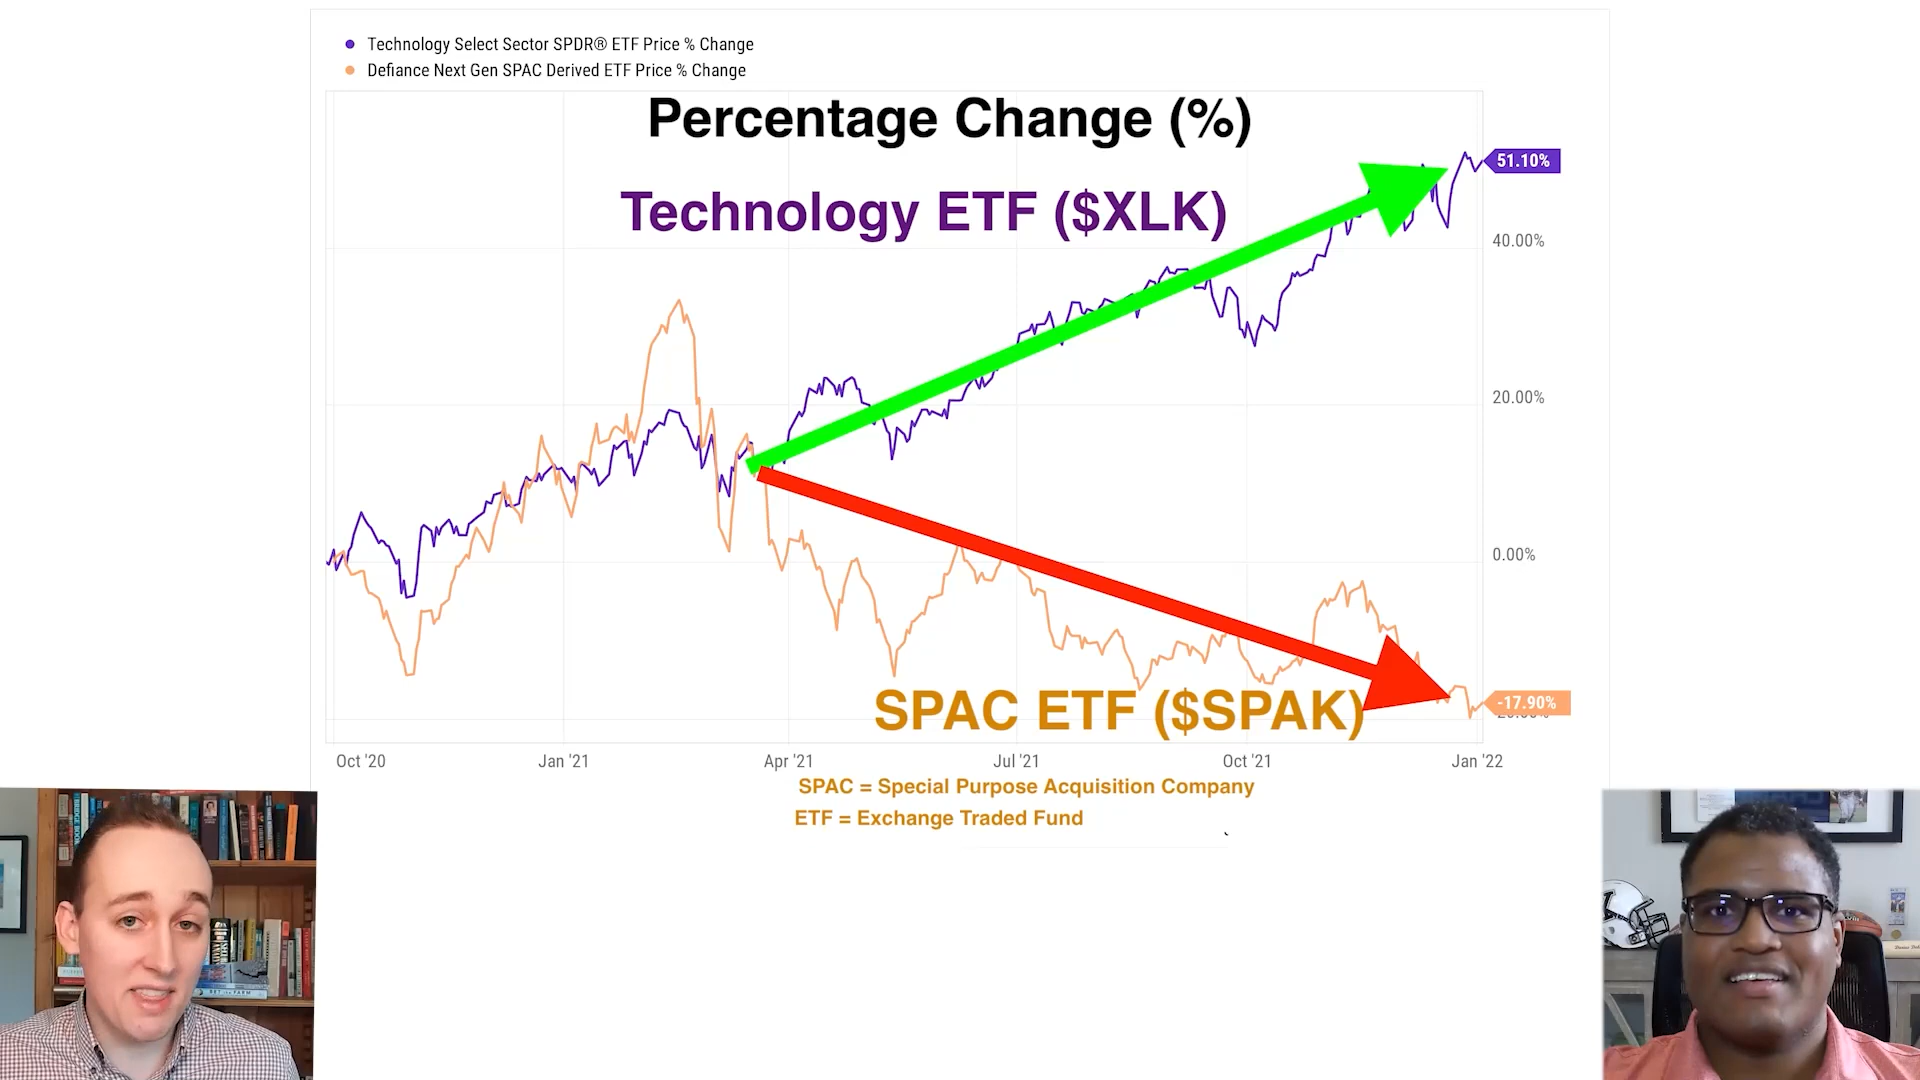 Technology Select Sector SPDR® ETF Price % Change
Defiance Next Gen SPAC Derived ETF Price % Change
Percentage Change (%)
Technology ETF ($XLK)
51.10%
40.00%
20.00%
0.00%
SPAC ETF ($SPAK)
-17.90%
Oct '20
Jan '21
Apr '21
Jul '21
Oct '21
Jan '22
SPAC = Special Purpose Acquisition Company
ETF = Exchange Traded Fund